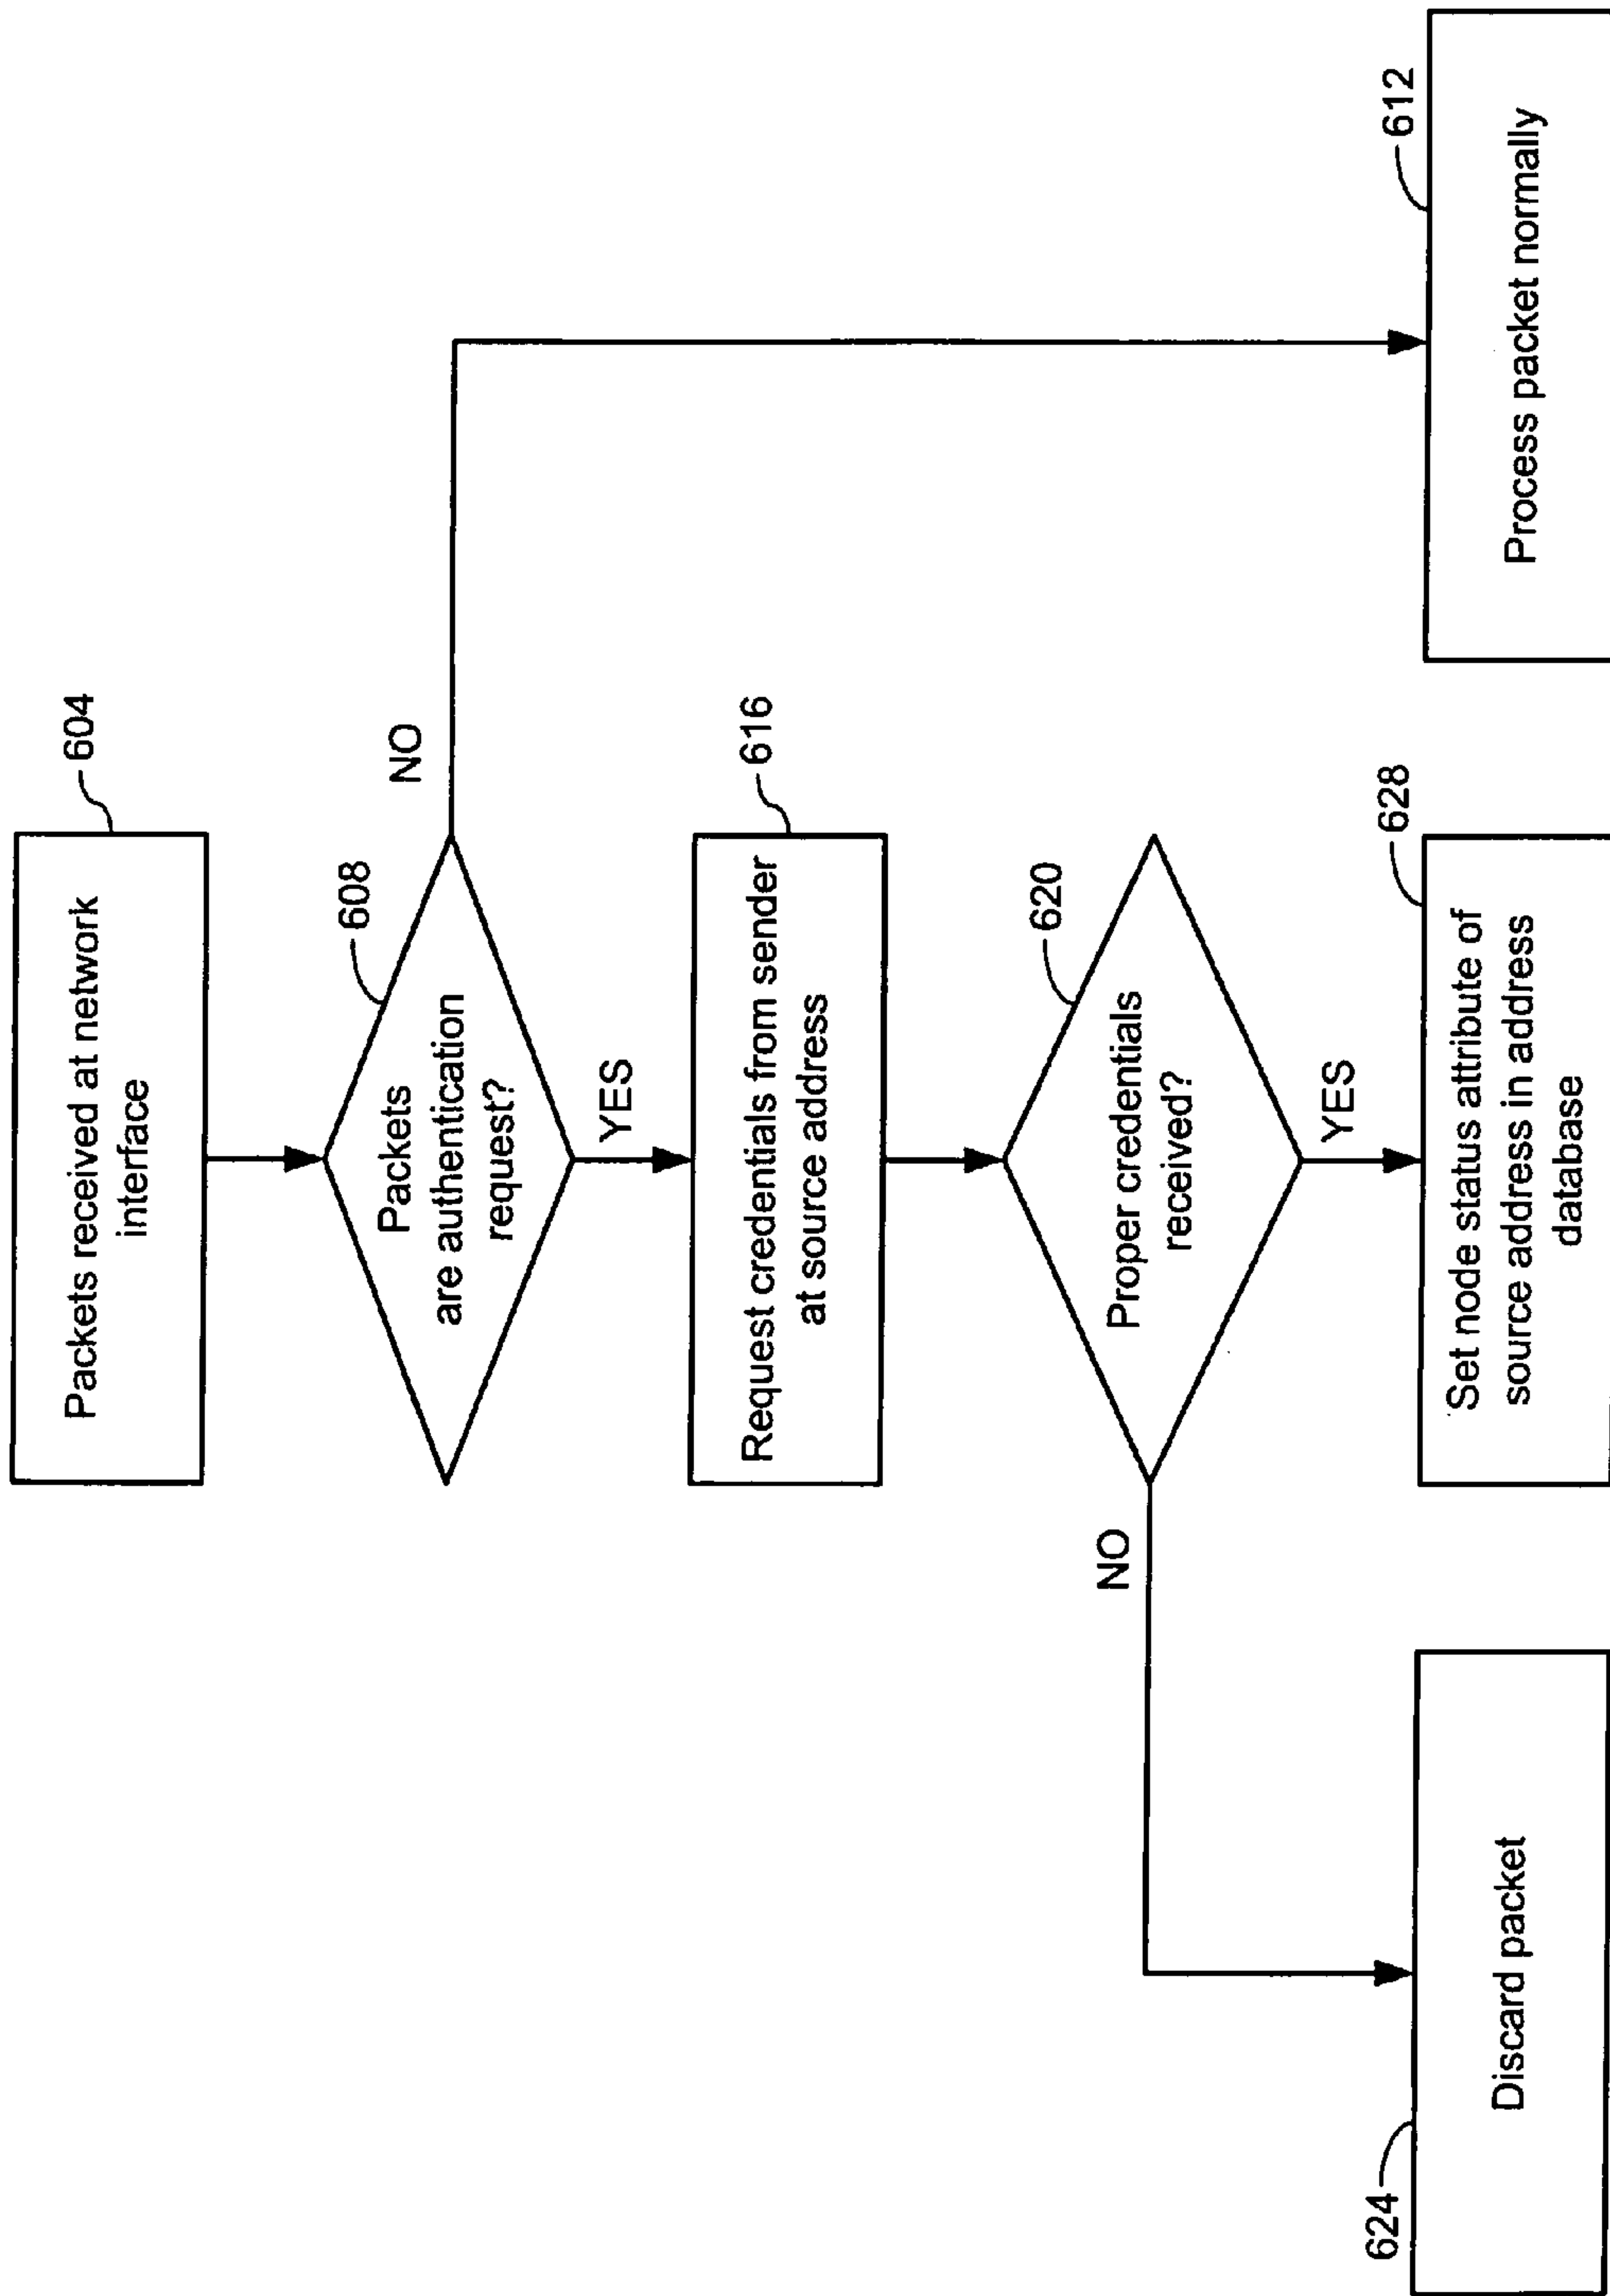 Packets received at network
interface
604
Packets
are authentication
request?
608
NO
YES
Request credentials from sender
at source address
616
Proper credentials
received?
620
NO
YES
624
Discard packet
Set node status attribute of
source address in address
database
628
Process packet normally
612